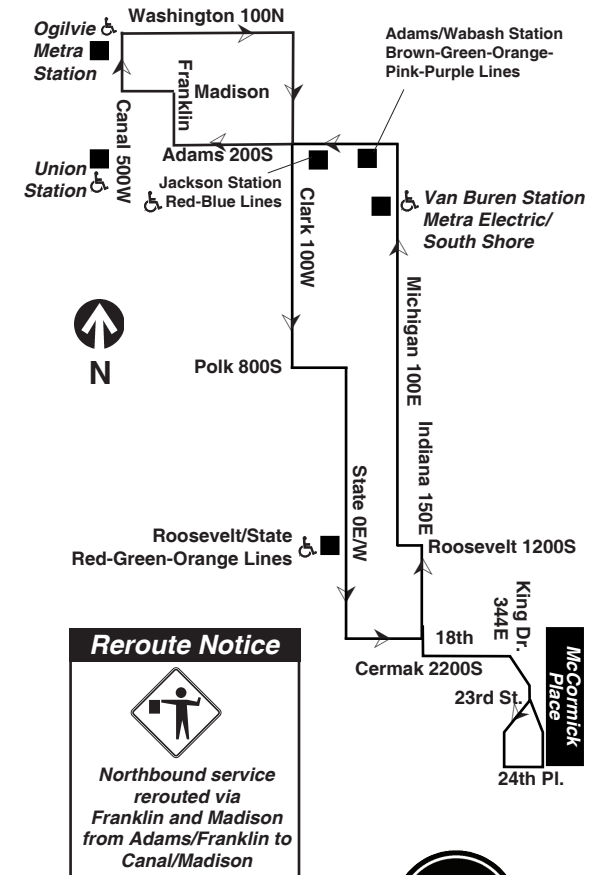 Washington 100N
Ogilvie
Metra
Station
Adams/Wabash Station
Brown-Green-Orange-
Pink-Purple Lines
Franklin
Madison
Canal 500W
Adams 200S
Union
Station
Jackson Station
Red-Blue Lines
Clark 100W
Van Buren Station
Metra Electric/
South Shore
Michigan 100E
N
Polk 800S
Indiana 150E
State 0E/W
Roosevelt/State
Red-Green-Orange Lines
Roosevelt 1200S
King Dr.
344E
18th
Cermak 2200S
McCormick
Place
23rd St.
24th Pl.
Reroute Notice
Northbound service
rerouted via
Franklin and Madison
from Adams/Franklin to
Canal/Madison